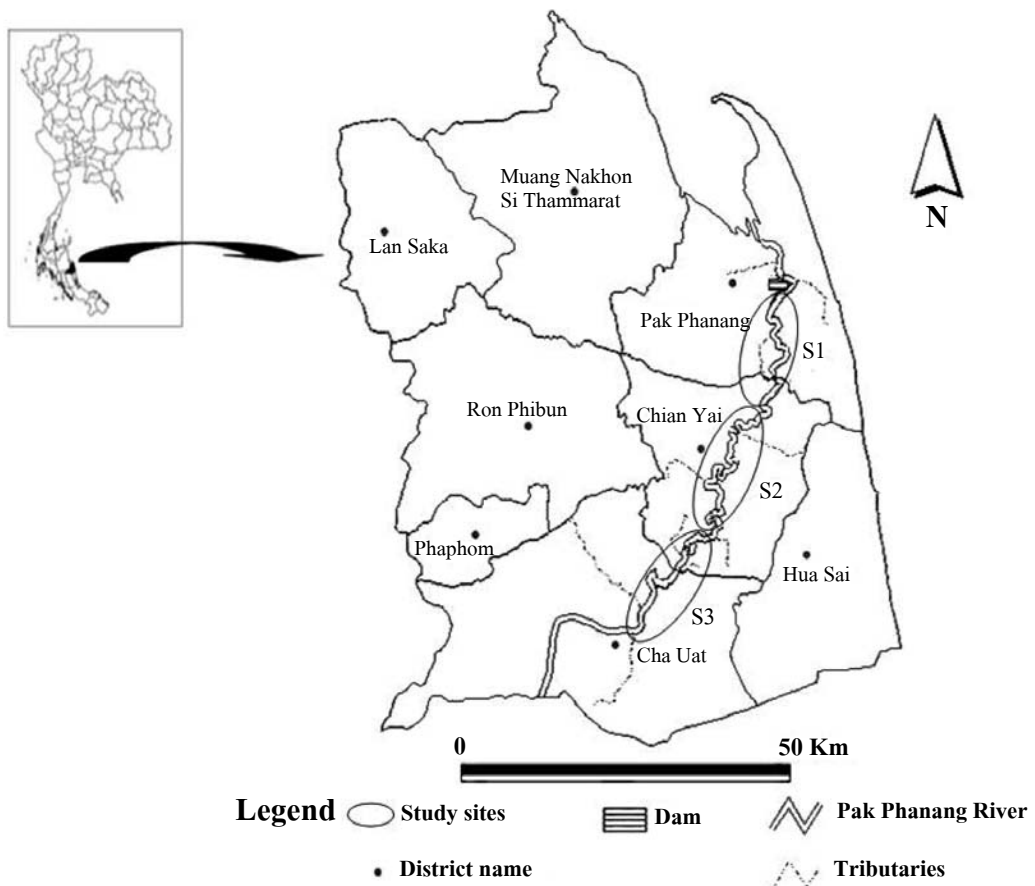 Muang Nakhon
Si Thammarat
Lan Saka
N
Pak Phanang
S1
Ron Phibun
Chian Yai
S2
Phaphom
Hua Sai
S3
Cha Uat
0 50 Km
Legend Study sites Dam Pak Phanang River
District name Tributaries